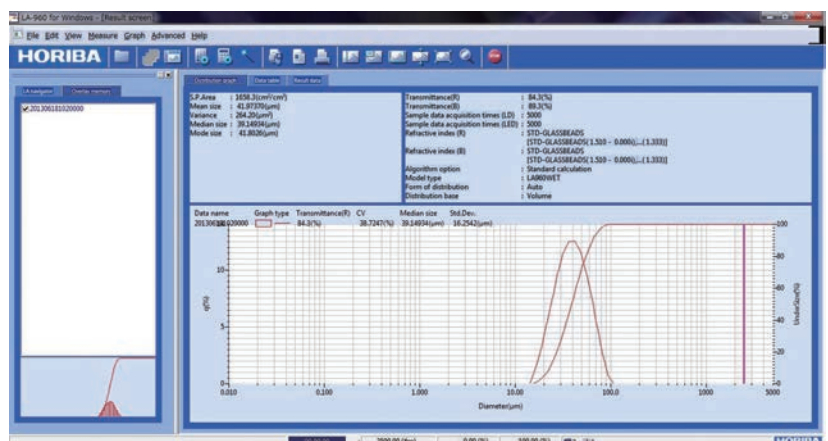 LA-960 for Windows - [Result screen]
File Edit View Measure Graph Advanced Help
HORIBA
LA navigator Overlay memory
201306181020000
Distribution graph Data table Result data
S.P.Area : 1658.3(cm²/cm³)
Mean size : 41.97370(µm)
Variance : 264.20(µm²)
Median size : 39.14934(µm)
Mode size : 41.8026(µm)
Transmittance(R) : 84.3(%)
Transmittance(B) : 89.3(%)
Sample data acquisition times (LD) : 5000
Sample data acquisition times (LED) : 5000
Refractive index (R) : STD-GLASSBEADS
[STD-GLASSBEADS(1.510 - 0.000i),...(1.333)]
Refractive index (B) : STD-GLASSBEADS
[STD-GLASSBEADS(1.510 - 0.000i),...(1.333)]
Algorithm option : Standard calculation
Model type : LA960WET
Form of distribution : Auto
Distribution base : Volume
Data name Graph type Transmittance(R) CV Median size Std.Dev.
84.3(%) 38.7247(%) 39.14934(µm) 16.2542(µm)
100
80
60
40
20
0
UnderSize(%)
10
5
0
q(%)
0.010 0.100 1.000 10.00 100.0 1000 5000
Diameter(µm)
0.00 (%) 100.00 (%)
HORIBA